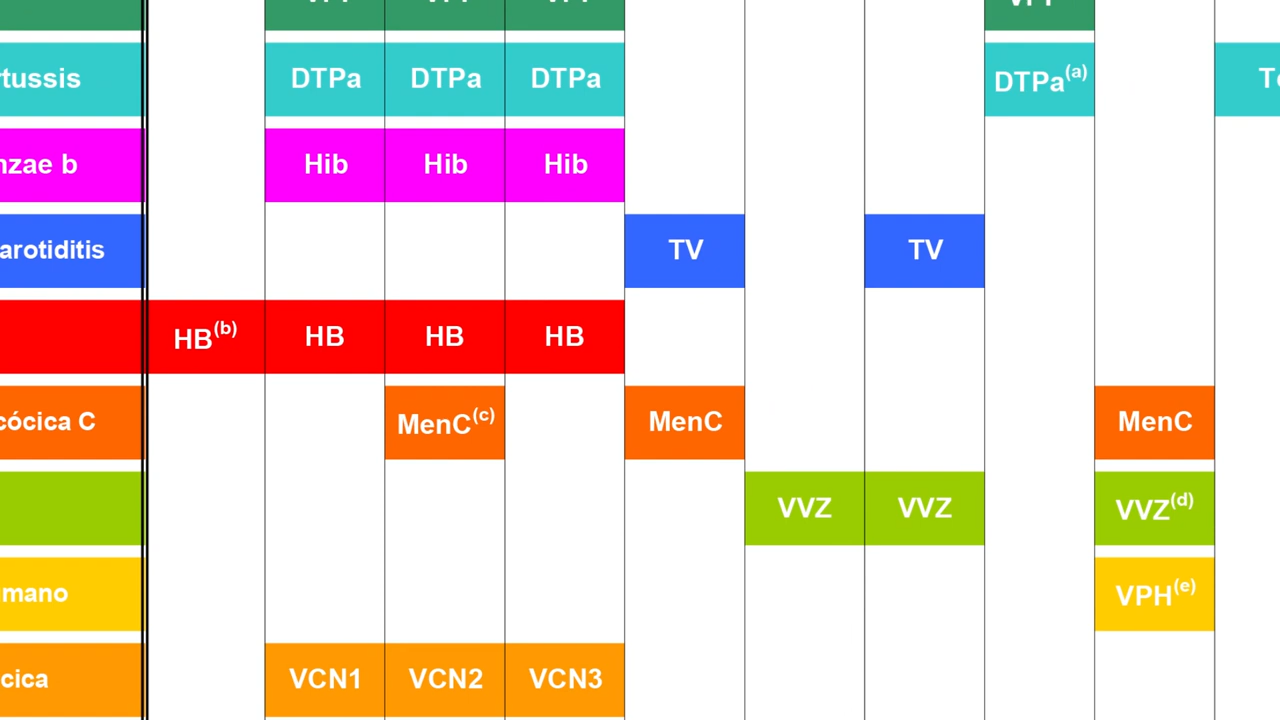 rtussis DTPa DTPa DTPa DTPa(a)
nzae b Hib Hib Hib
arotiditis TV TV
HB(b) HB HB HB
cócica C MenC(c) MenC MenC
VVZ VVZ VVZ(d)
mano VPH(e)
cica VCN1 VCN2 VCN3